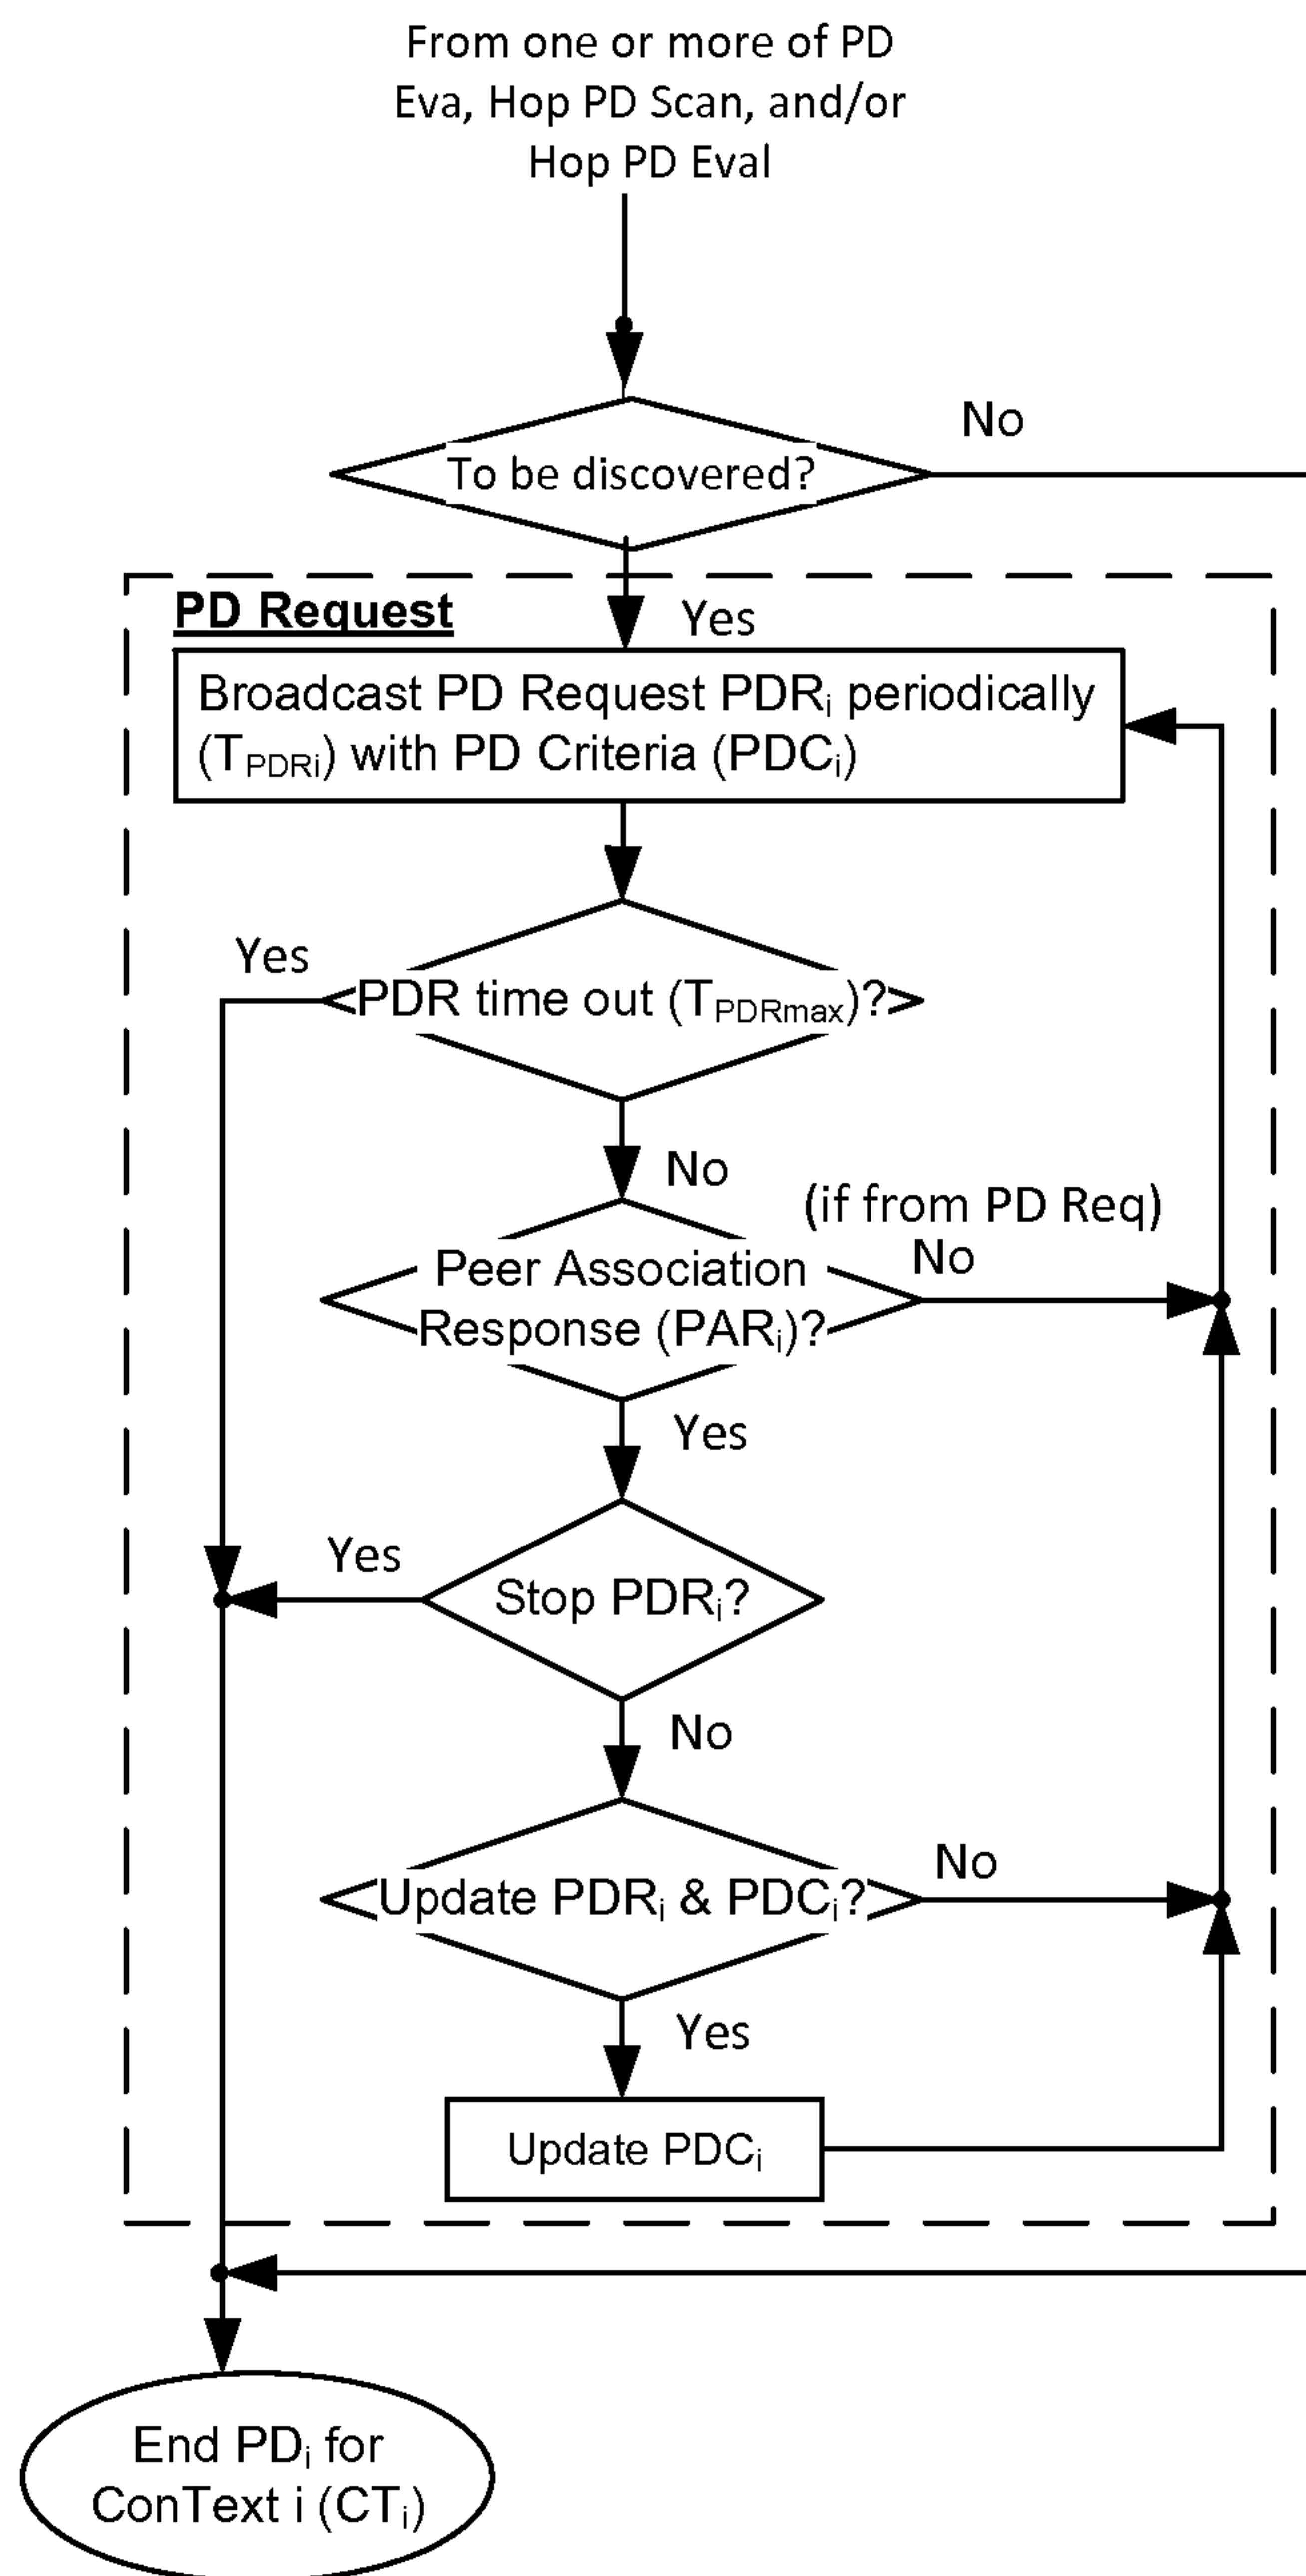 From one or more of PD
Eva, Hop PD Scan, and/or
Hop PD Eval
No
To be discovered?
PD Request
Yes
Broadcast PD Request PDRi periodically
(TPDRi) with PD Criteria (PDCi)
Yes
PDR time out (TPDRmax)?
No
(if from PD Req)
No
Peer Association
Response (PARi)?
Yes
Yes
Stop PDRi?
No
No
Update PDRi & PDCi?
Yes
Update PDCi
End PDi for
ConText i (CTi)